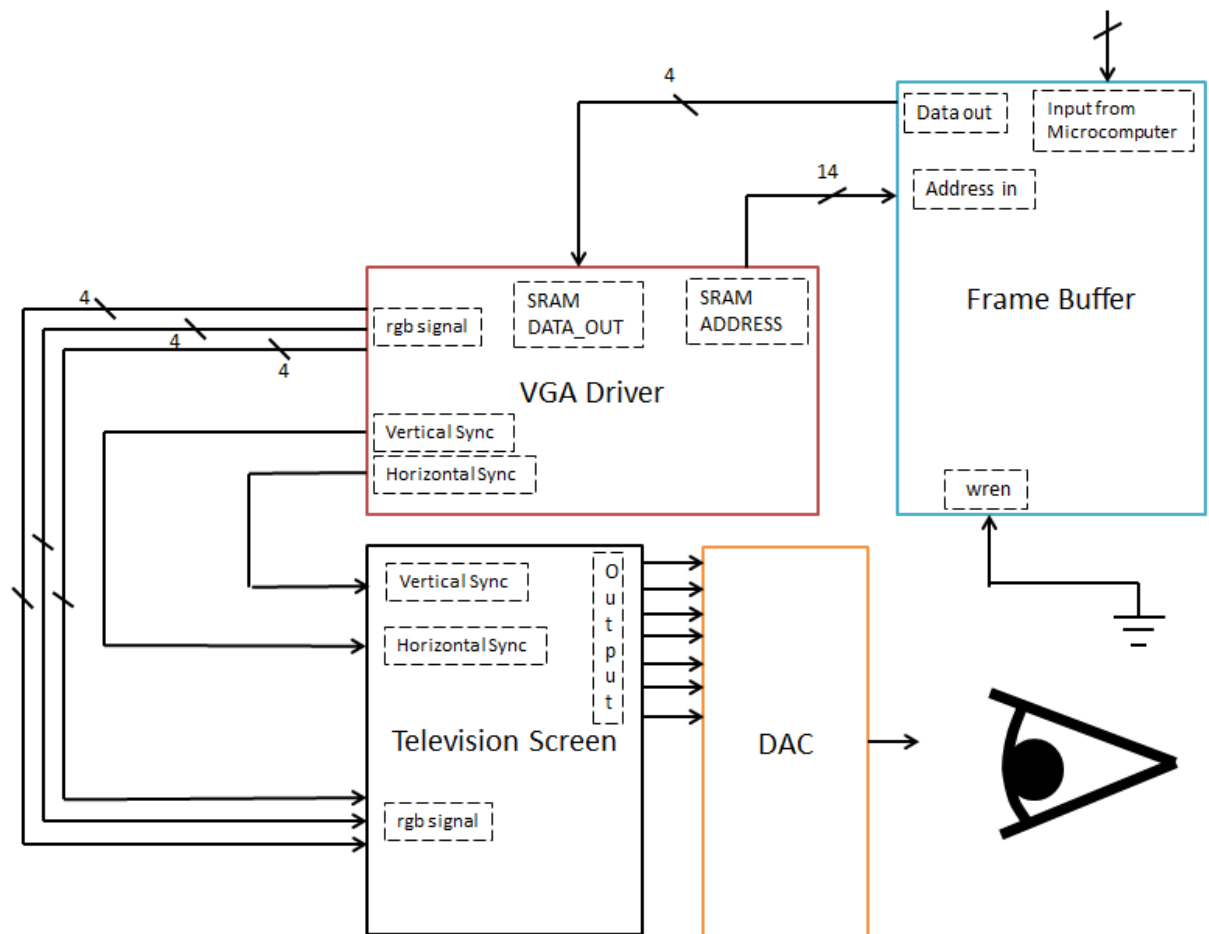 4
Data out
Input from
Microcomputer
14
Address in
Frame Buffer
wren
4
4
4
rgb signal
SRAM
DATA_OUT
SRAM
ADDRESS
VGA Driver
Vertical Sync
Horizontal Sync
Vertical Sync
Horizontal Sync
O
u
t
p
u
t
Television Screen
rgb signal
DAC